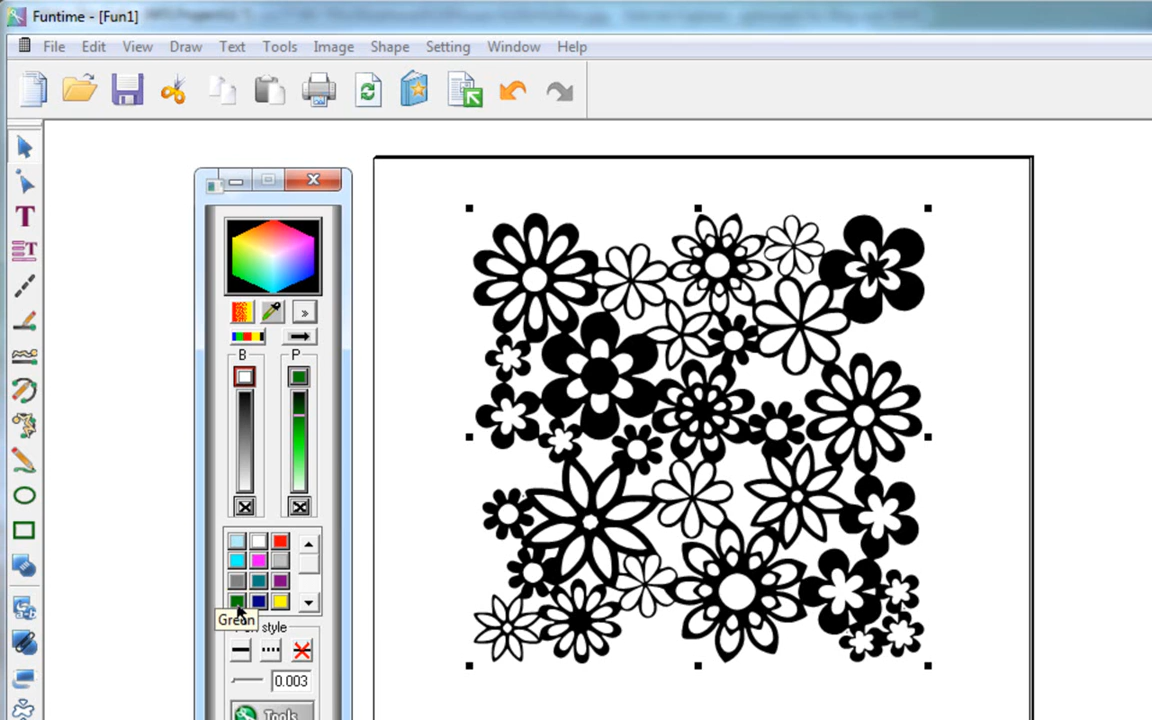 Funtime - [Fun1]
File Edit View Draw Text Tools Image Shape Setting Window Help
B P
Green
style
0.003
Tools